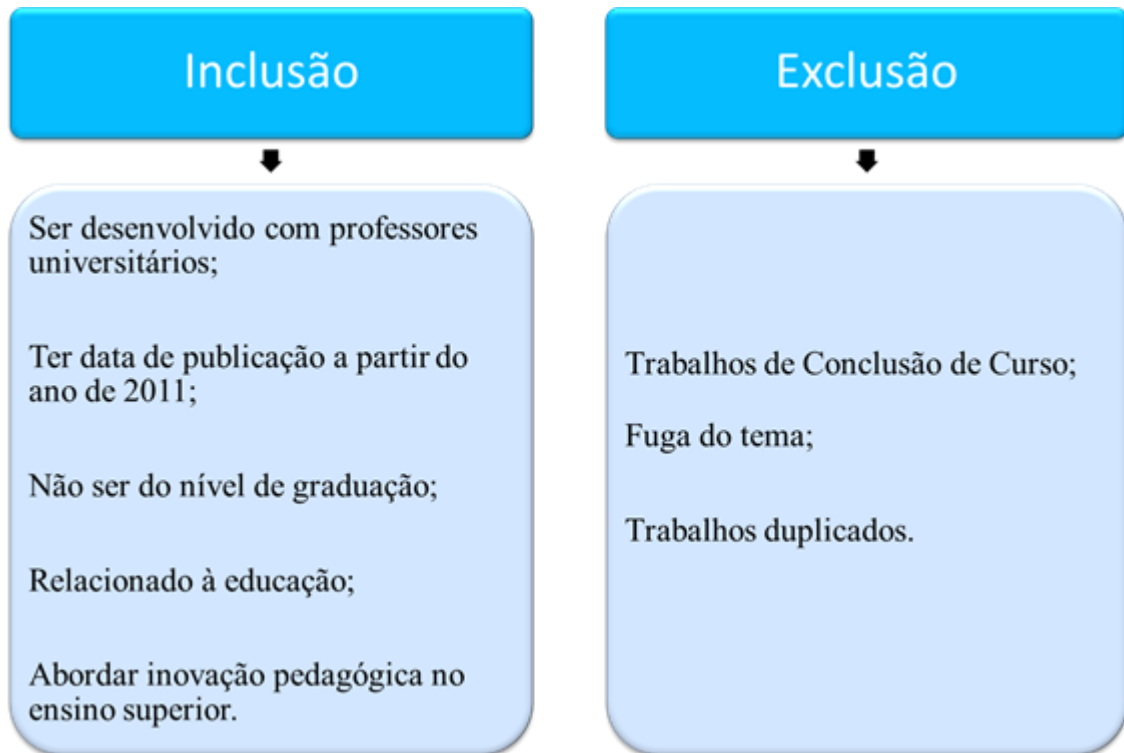 Inclusão
Ser desenvolvido com professores
universitários;
Ter data de publicação a partir do
ano de 2011;
Não ser do nível de graduação;
Relacionado à educação;
Abordar inovação pedagógica no
ensino superior.
Exclusão
Trabalhos de Conclusão de Curso;
Fuga do tema;
Trabalhos duplicados.